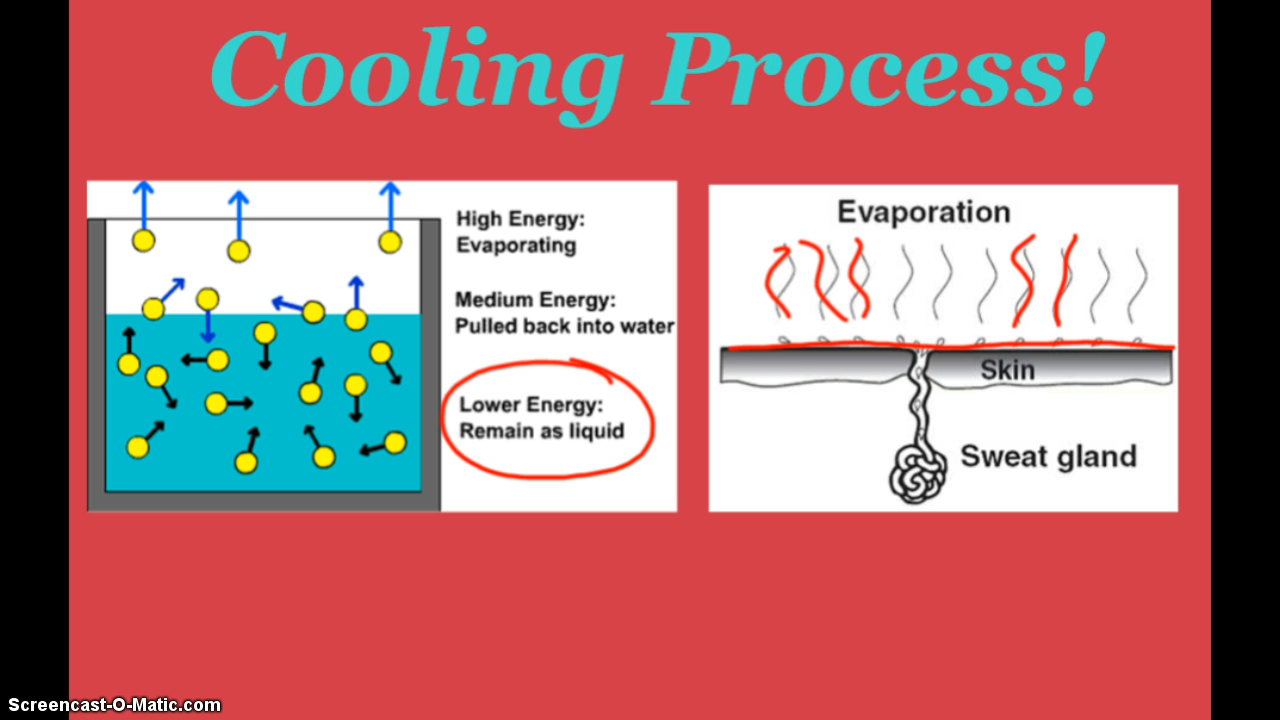 Cooling Process!
High Energy:
Evaporating
Medium Energy:
Pulled back into water
Lower Energy:
Remain as liquid
Evaporation
Skin
Sweat gland
Screencast-O-Matic.com